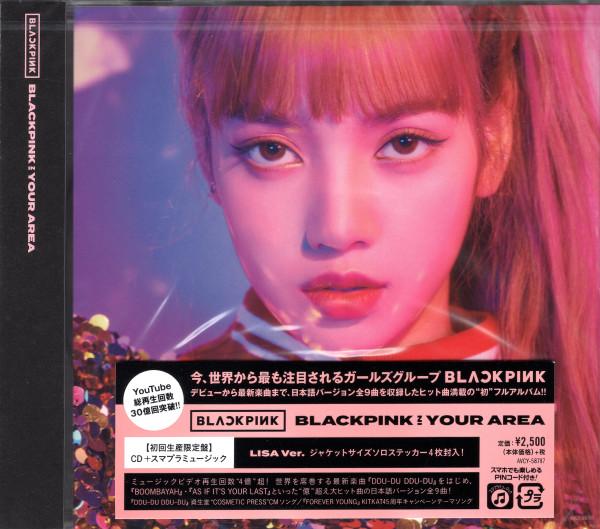 BLACKPINK
BLACKPINK IN YOUR AREA
YouTube
総再生回数
30億回突破!!
今、世界から最も注目されるガールズグループ BLACKPINK
デビューから最新楽曲まで、日本語バージョン全9曲を収録したヒット曲満載の"初"フルアルバム!!
BLACKPINK
BLACKPINK IN YOUR AREA
【初回生産限定盤】
CD+スマプラミュージック
LISA Ver. ジャケットサイズソロステッカー4枚封入!
定価:¥2,500
(本体価格)+税
AVCY-58787
スマホでも楽しめる
PINコード付き!
ミュージックビデオ再生回数"4億"超! 世界を席巻する最新楽曲『DDU-DU DDU-DU』をはじめ、
『BOOMBAYAH』・『AS IF IT'S YOUR LAST』といった"億"超え大ヒット曲の日本語バージョン全9曲!
『DDU-DU DDU-DU』資生堂"COSMETIC PRESS"CMソング/『FOREVER YOUNG』KITKAT45周年キャンペーンテーマソング
プラ